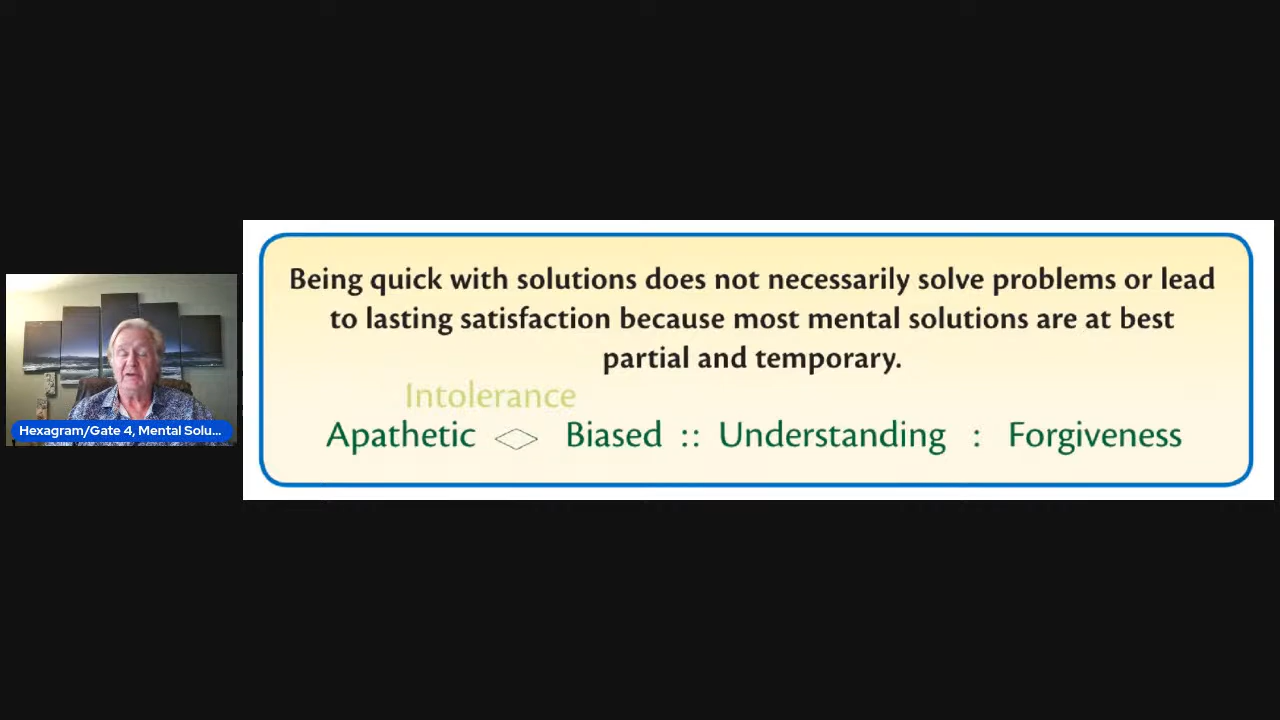 Being quick with solutions does not necessarily solve problems or lead
to lasting satisfaction because most mental solutions are at best
partial and temporary.
Intolerance
Apathetic <> Biased :: Understanding : Forgiveness
Hexagram/Gate 4, Mental Solu...